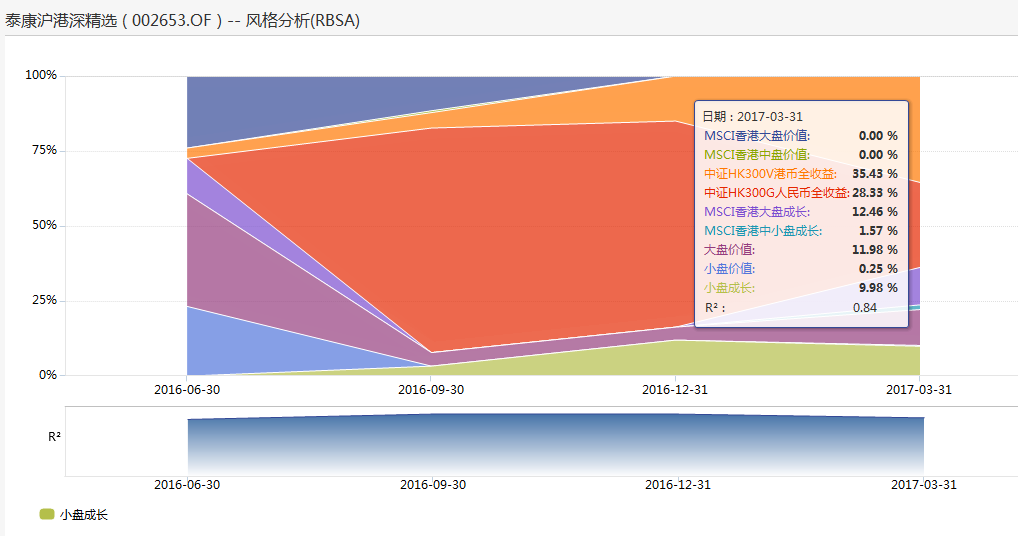 泰康沪港深精选 ( 002653.OF ) -- 风格分析(RBSA)
100%
75%
50%
25%
0%
日期 : 2017-03-31
MSCI香港大盘价值: 0.00 %
MSCI香港中盘价值: 0.00 %
中证HK300V港币全收益: 35.43 %
中证HK300G人民币全收益: 28.33 %
MSCI香港大盘成长: 12.46 %
MSCI香港中小盘成长: 1.57 %
大盘价值: 11.98 %
小盘价值: 0.25 %
小盘成长: 9.98 %
R² : 0.84
2016-06-30 2016-09-30 2016-12-31 2017-03-31
R²
2016-06-30 2016-09-30 2016-12-31 2017-03-31
小盘成长